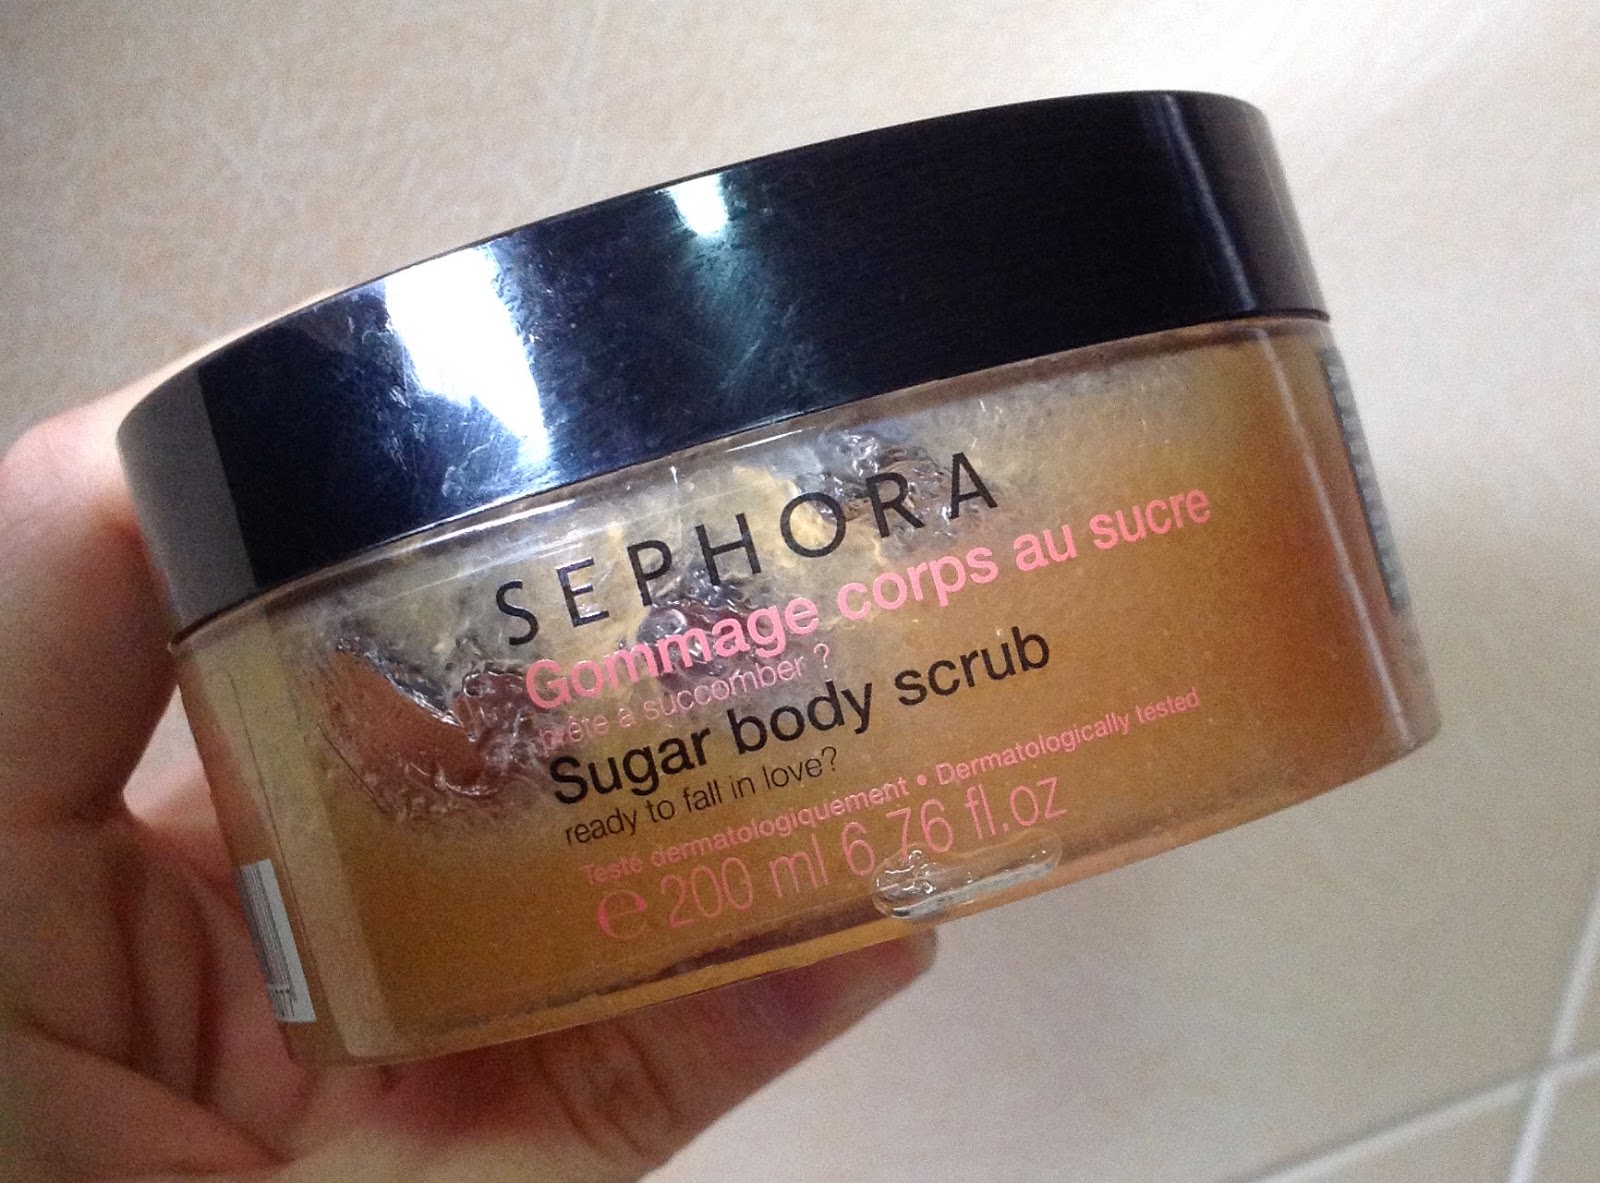 SEPHORA
Gommage corps au sucre
prête à succomber ?
Sugar body scrub
ready to fall in love?
Testé dermatologiquement • Dermatologically tested
℮ 200 ml 6.76 fl.oz